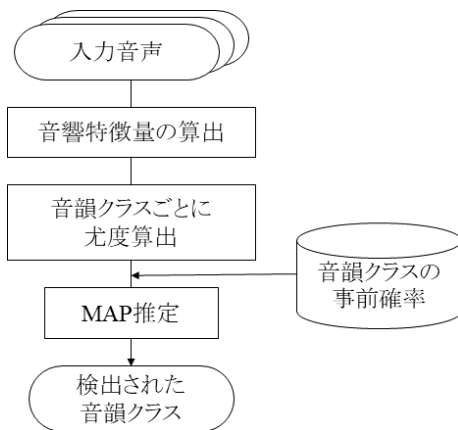 入力音声
音響特徴量の算出
音韻クラスごとに
尤度算出
音韻クラスの
事前確率
MAP推定
検出された
音韻クラス